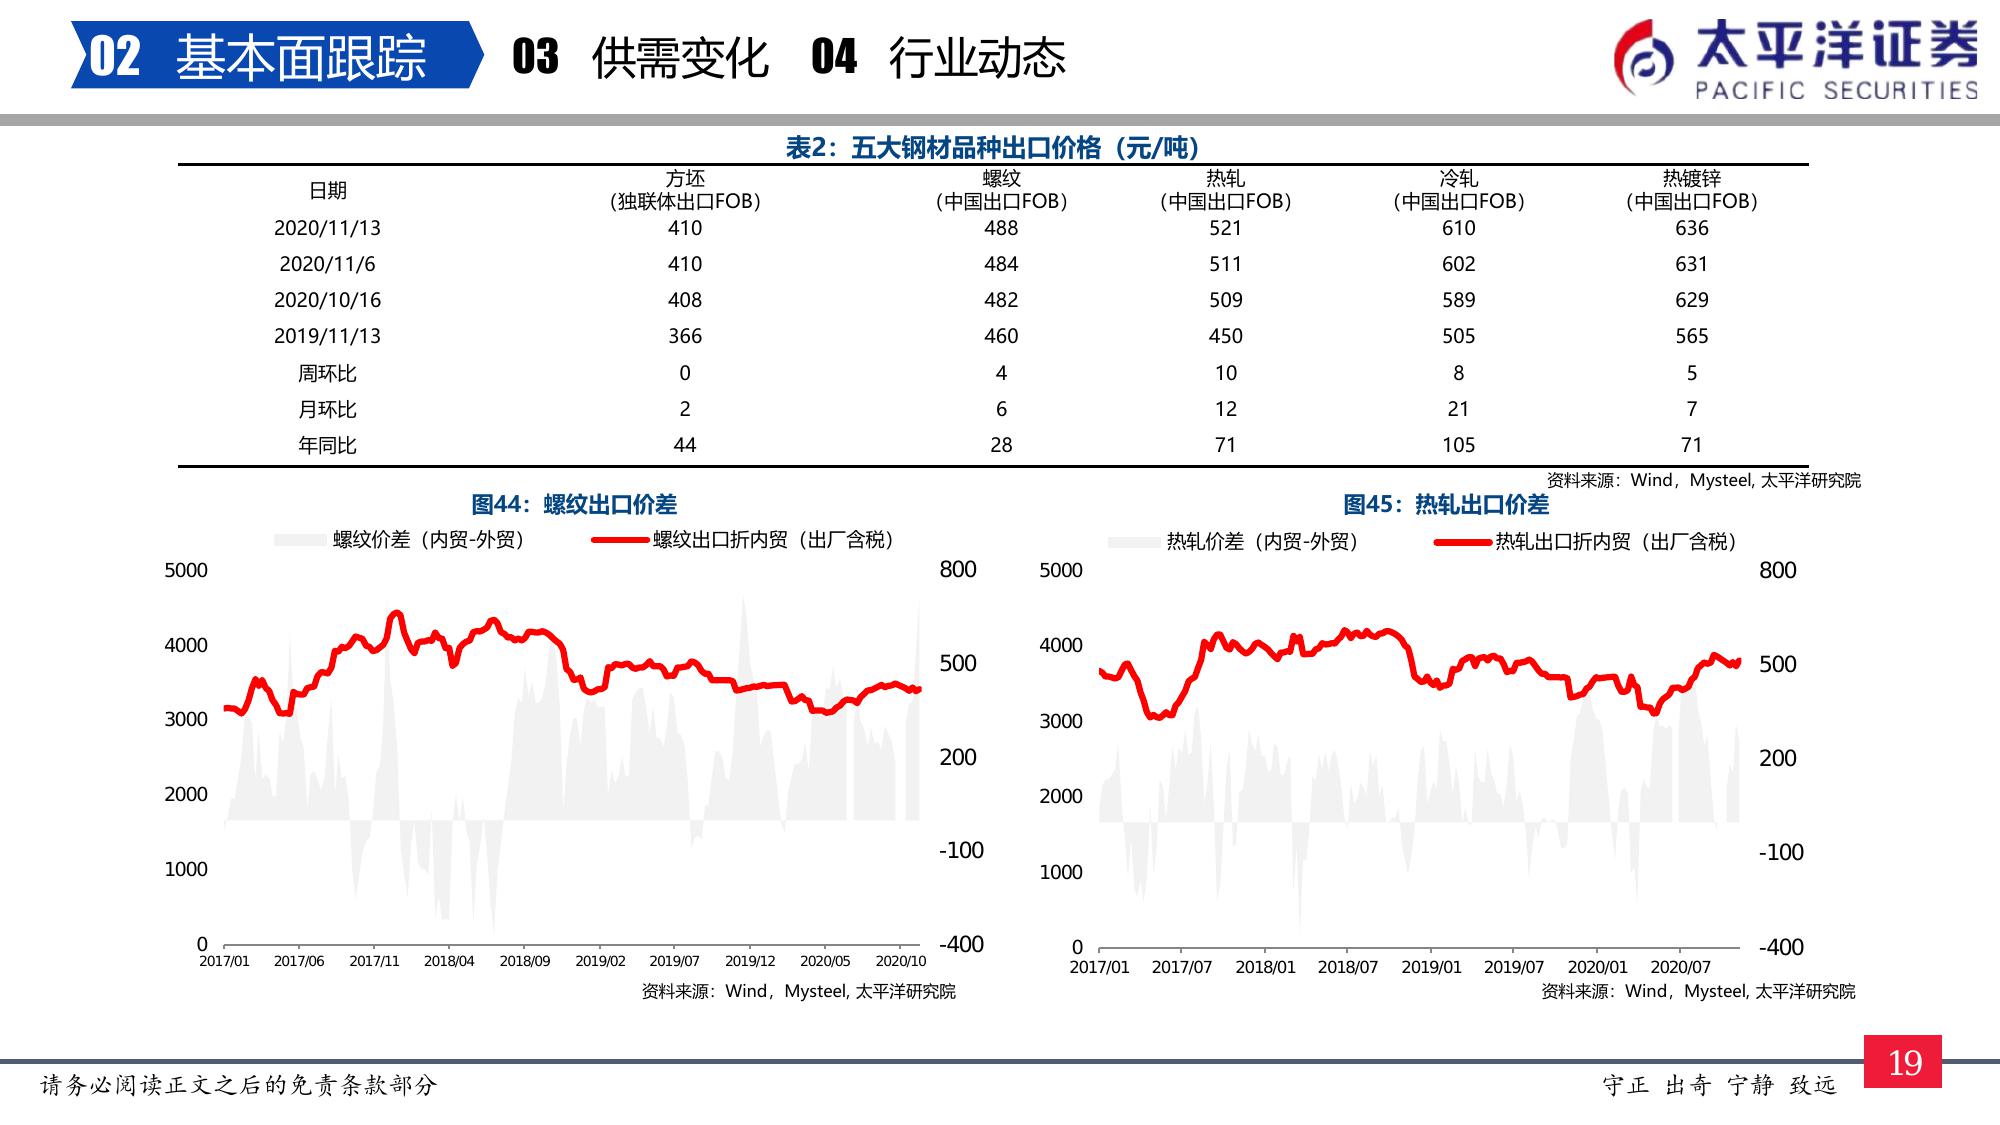 02 基本面跟踪 03 供需变化 04 行业动态
太平洋证券
PACIFIC SECURITIES
表2：五大钢材品种出口价格（元/吨）
日期 方坯（独联体出口FOB） 螺纹（中国出口FOB） 热轧（中国出口FOB） 冷轧（中国出口FOB） 热镀锌（中国出口FOB）
2020/11/13 410 488 521 610 636
2020/11/6 410 484 511 602 631
2020/10/16 408 482 509 589 629
2019/11/13 366 460 450 505 565
周环比 0 4 10 8 5
月环比 2 6 12 21 7
年同比 44 28 71 105 71
资料来源：Wind，Mysteel, 太平洋研究院
图44：螺纹出口价差
螺纹价差（内贸-外贸） 螺纹出口折内贸（出厂含税）
5000
4000
3000
2000
1000
0
800
500
200
-100
-400
2017/01 2017/06 2017/11 2018/04 2018/09 2019/02 2019/07 2019/12 2020/05 2020/10
资料来源：Wind，Mysteel, 太平洋研究院
图45：热轧出口价差
热轧价差（内贸-外贸） 热轧出口折内贸（出厂含税）
5000
4000
3000
2000
1000
0
800
500
200
-100
-400
2017/01 2017/07 2018/01 2018/07 2019/01 2019/07 2020/01 2020/07
资料来源：Wind，Mysteel, 太平洋研究院
请务必阅读正文之后的免责条款部分
守正 出奇 宁静 致远
19